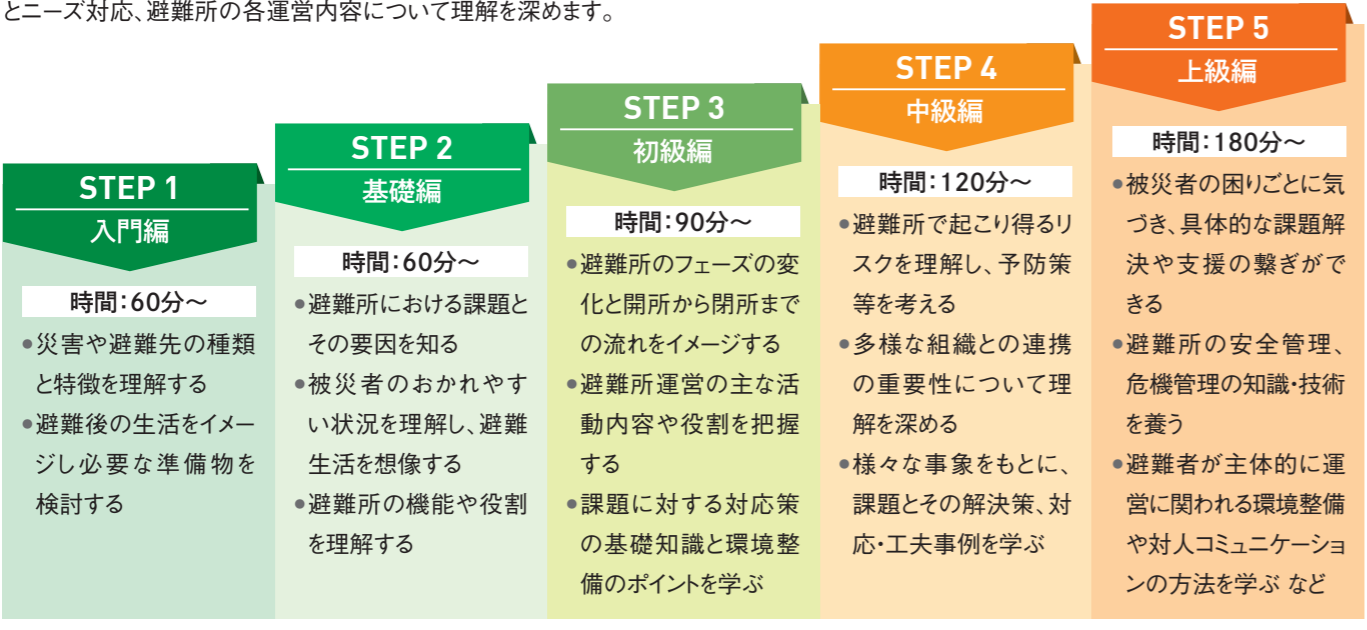 とニーズ対応、避難所の各運営内容について理解を深めます。
STEP 1
入門編
時間：60分～
●災害や避難先の種類
と特徴を理解する
●避難後の生活をイメー
ジし必要な準備物を
検討する
STEP 2
基礎編
時間：60分～
●避難所における課題と
その要因を知る
●被災者のおかれやす
い状況を理解し、避難
生活を想像する
●避難所の機能や役割
を理解する
STEP 3
初級編
時間：90分～
●避難所のフェーズの変
化と開所から閉所まで
の流れをイメージする
●避難所運営の主な活
動内容や役割を把握
する
●課題に対する対応策
の基礎知識と環境整
備のポイントを学ぶ
STEP 4
中級編
時間：120分～
●避難所で起こり得るリ
スクを理解し、予防策
等を考える
●多様な組織との連携
の重要性について理
解を深める
●様々な事象をもとに、
課題とその解決策、対
応・工夫事例を学ぶ
STEP 5
上級編
時間：180分～
●被災者の困りごとに気
づき、具体的な課題解
決や支援の繋ぎがで
きる
●避難所の安全管理、
危機管理の知識・技術
を養う
●避難者が主体的に運
営に関われる環境整備
や対人コミュニケーショ
ンの方法を学ぶ など